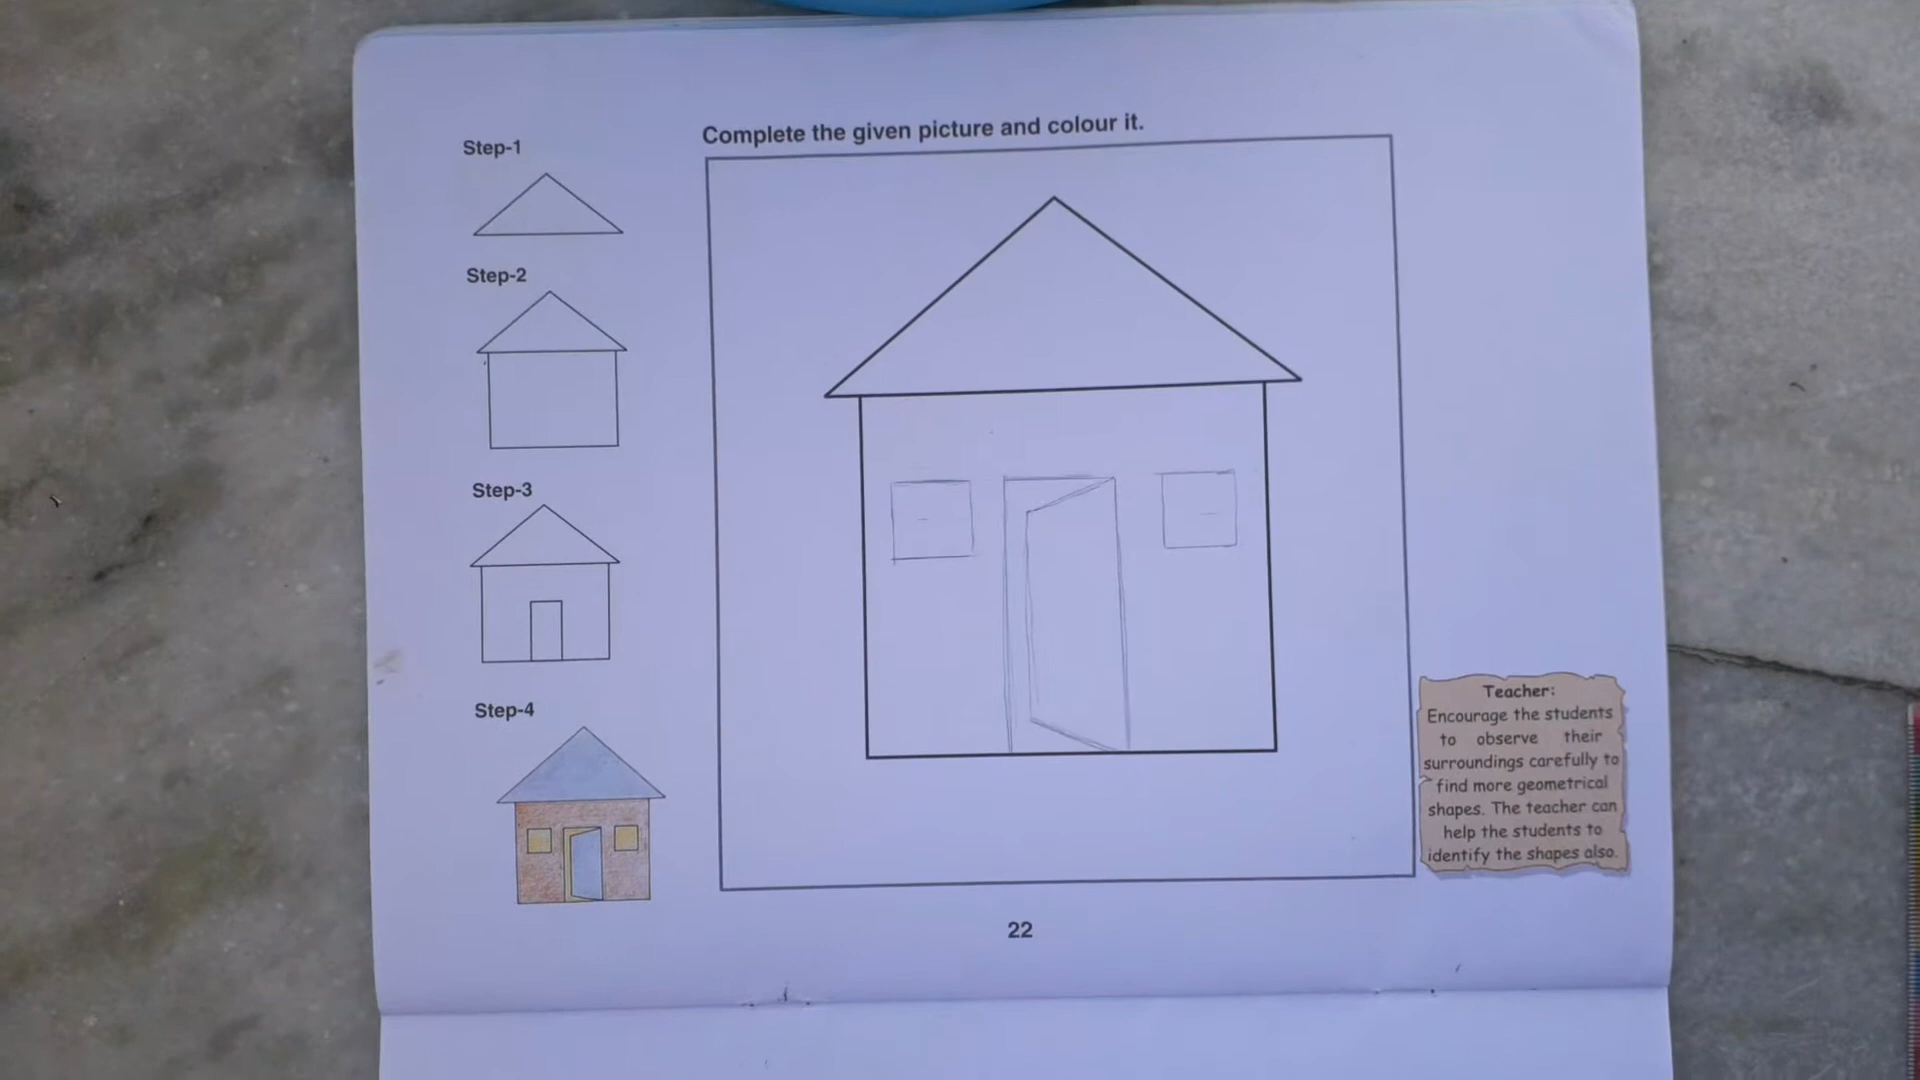 Step-1
Step-2
Step-3
Step-4
Complete the given picture and colour it.
Teacher:
Encourage the students
to observe their
surroundings carefully to
find more geometrical
shapes. The teacher can
help the students to
identify the shapes also.
22